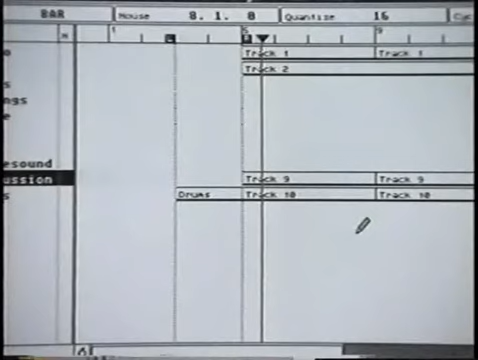 BAR Mouse 8. 1. 0 Quantise 16
M 1 5 9
Track 1 Track 1
Track 2
s
ngs
e
esound
ussion Track 9 Track 9
s Drums Track 10 Track 10